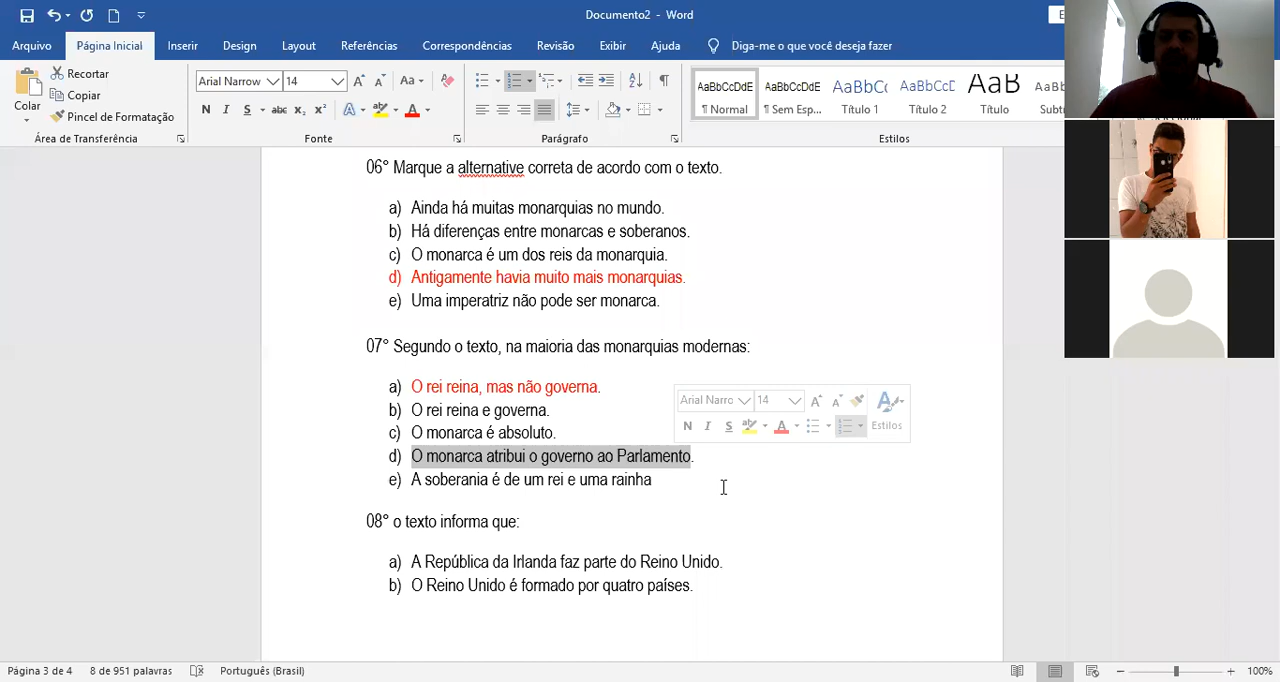 Documento2 - Word
Arquivo Página Inicial Inserir Design Layout Referências Correspondências Revisão Exibir Ajuda Diga-me o que você deseja fazer
Colar
Recortar
Copiar
Pincel de Formatação
Área de Transferência
Arial Narrow 14
Aa
N I S abc x₂ x²
Fonte
Parágrafo
AaBbCcDdE AaBbCcDdE AaBbCc AaBbCcD AaB
¶ Normal ¶ Sem Esp... Título 1 Título 2 Título
Estilos
06° Marque a alternative correta de acordo com o texto.
a) Ainda há muitas monarquias no mundo.
b) Há diferenças entre monarcas e soberanos.
c) O monarca é um dos reis da monarquia.
d) Antigamente havia muito mais monarquias.
e) Uma imperatriz não pode ser monarca.
07° Segundo o texto, na maioria das monarquias modernas:
a) O rei reina, mas não governa.
b) O rei reina e governa.
c) O monarca é absoluto.
d) O monarca atribui o governo ao Parlamento.
e) A soberania é de um rei e uma rainha
Arial Narro 14
N I S ab A Estilos
08° o texto informa que:
a) A República da Irlanda faz parte do Reino Unido.
b) O Reino Unido é formado por quatro países.
Página 3 de 4 8 de 951 palavras Português (Brasil) 100%